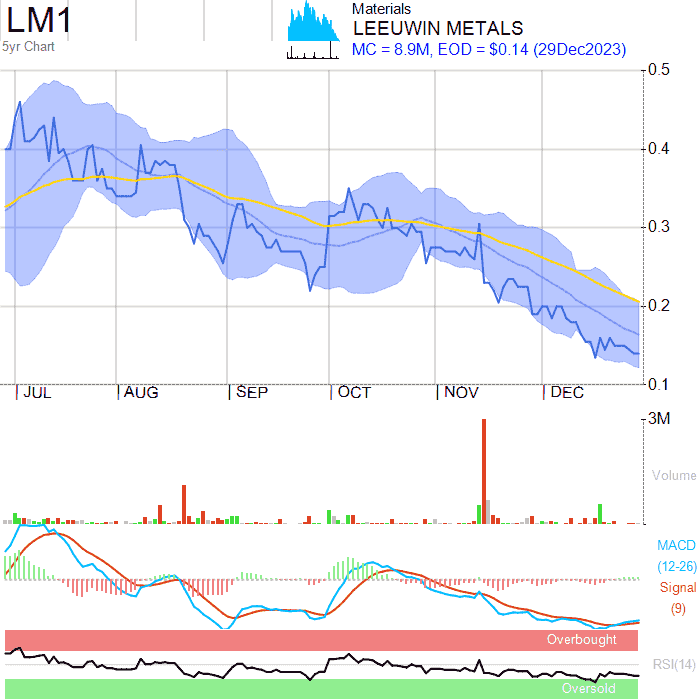 LM1
5yr Chart
Materials
LEEUWIN METALS
MC = 8.9M, EOD = $0.14 (29Dec2023)
0.5
0.4
0.3
0.2
0.1
JUL AUG SEP OCT NOV DEC
3M
Volume
MACD
(12-26)
Signal
(9)
Overbought
RSI(14)
Oversold